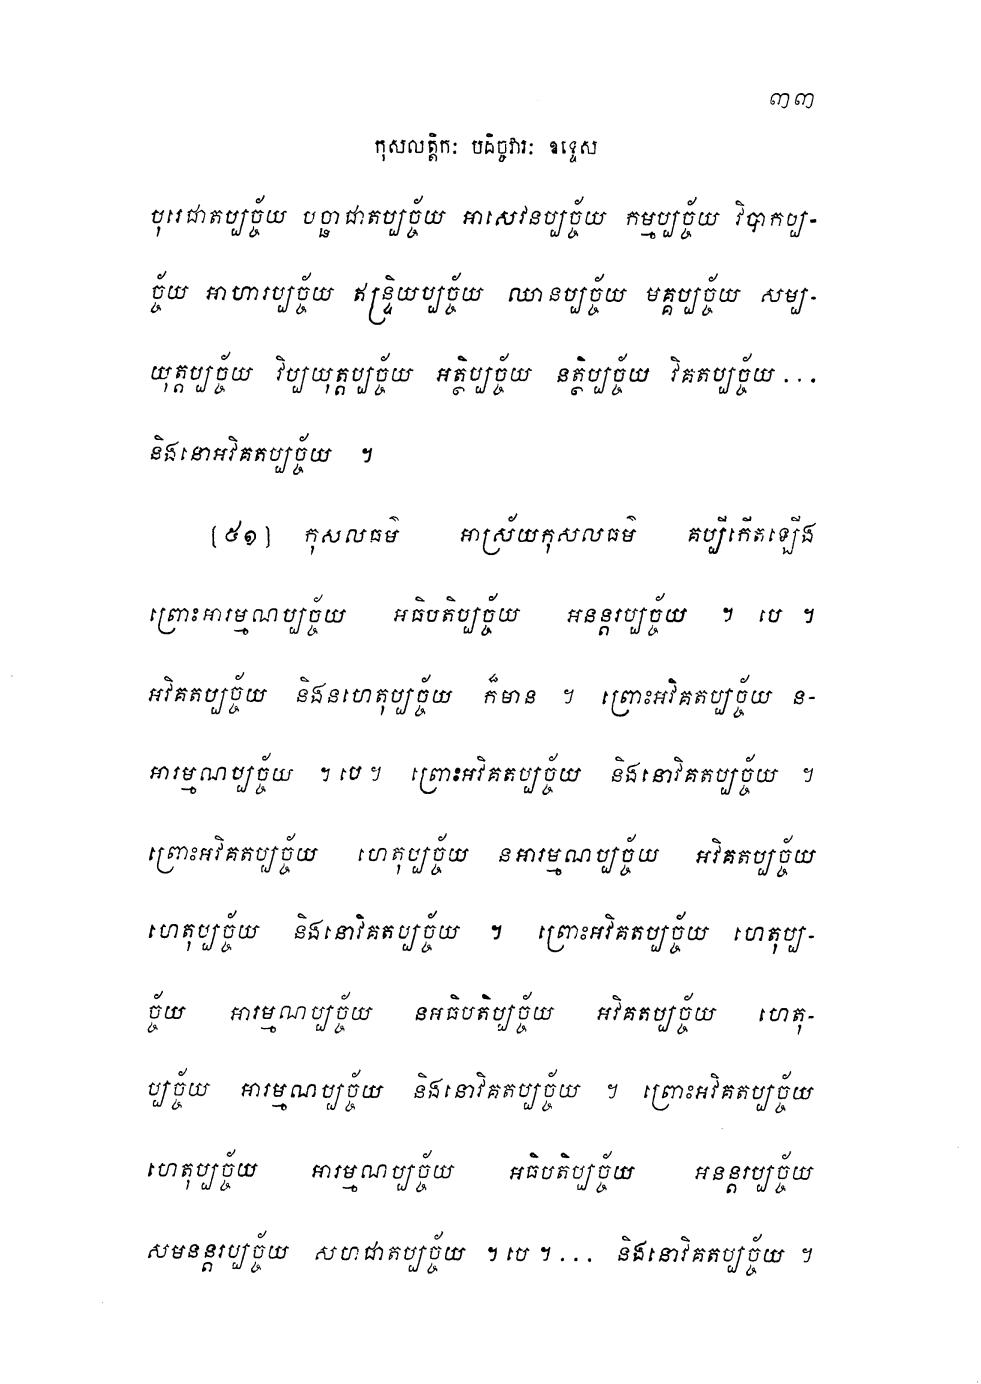 ៣៣
កុសលត្តិកៈ បដិច្ចវារៈ ឧទ្ទេស
បុរេជាតប្បច្ច័យ បច្ឆាជាតប្បច្ច័យ អាសេវនប្បច្ច័យ កម្មប្បច្ច័យ វិបាកប្ប-
ច្ច័យ អាហារប្បច្ច័យ ឥន្ទ្រិយប្បច្ច័យ ឈានប្បច្ច័យ មគ្គប្បច្ច័យ សម្ប-
យុត្តប្បច្ច័យ វិប្បយុត្តប្បច្ច័យ អត្ថិប្បច្ច័យ នត្ថិប្បច្ច័យ វិគតប្បច្ច័យ ...
និងនោអវិគតប្បច្ច័យ ។
(៥១) កុសលធម៌ អាស្រ័យកុសលធម៌ គប្បីកើតឡើង
ព្រោះអារម្មណប្បច្ច័យ អធិបតិប្បច្ច័យ អនន្តរប្បច្ច័យ ។ បេ ។
អវិគតប្បច្ច័យ និងនហេតុប្បច្ច័យ ក៏មាន ។ ព្រោះអវិគតប្បច្ច័យ ន-
អារម្មណប្បច្ច័យ ។ បេ ។ ព្រោះអវិគតប្បច្ច័យ និងនោវិគតប្បច្ច័យ ។
ព្រោះអវិគតប្បច្ច័យ ហេតុប្បច្ច័យ នអារម្មណប្បច្ច័យ អវិគតប្បច្ច័យ
ហេតុប្បច្ច័យ និងនោវិគតប្បច្ច័យ ។ ព្រោះអវិគតប្បច្ច័យ ហេតុប្ប-
ច្ច័យ អារម្មណប្បច្ច័យ នអធិបតិប្បច្ច័យ អវិគតប្បច្ច័យ ហេតុ-
ប្បច្ច័យ អារម្មណប្បច្ច័យ និងនោវិគតប្បច្ច័យ ។ ព្រោះអវិគតប្បច្ច័យ
ហេតុប្បច្ច័យ អារម្មណប្បច្ច័យ អធិបតិប្បច្ច័យ អនន្តរប្បច្ច័យ
សមនន្តរប្បច្ច័យ សហជាតប្បច្ច័យ ។ បេ ។ ... និងនោវិគតប្បច្ច័យ ។